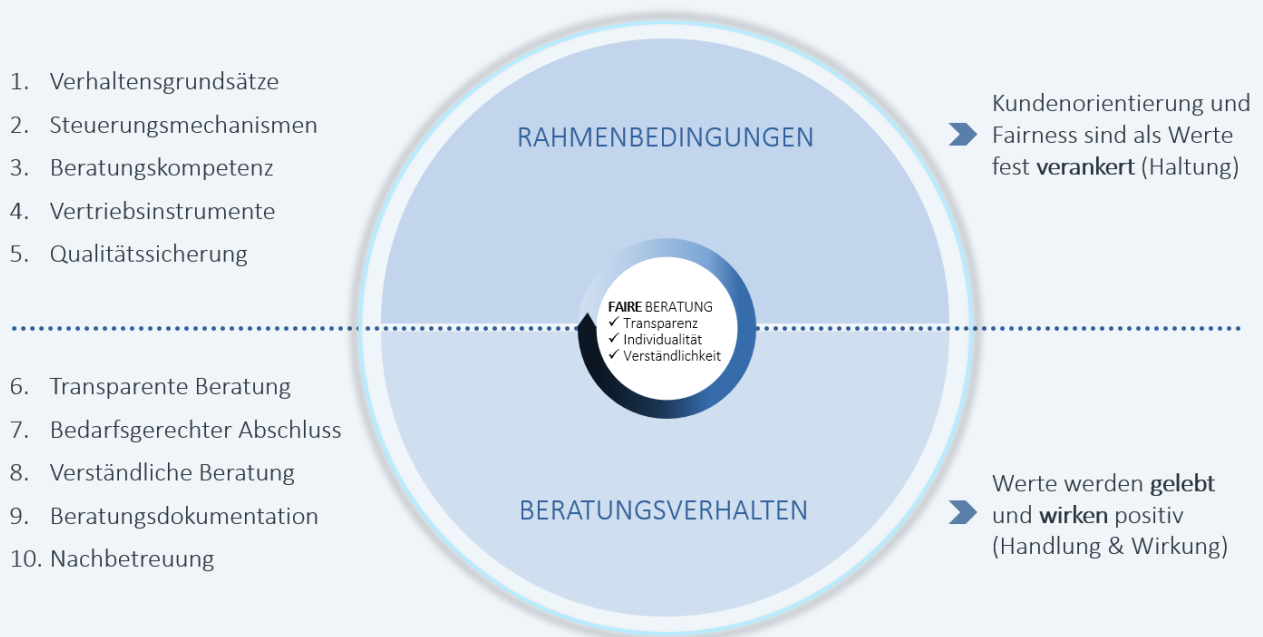 1. Verhaltensgrundsätze
2. Steuerungsmechanismen
3. Beratungskompetenz
4. Vertriebsinstrumente
5. Qualitätssicherung
RAHMENBEDINGUNGEN
Kundenorientierung und
Fairness sind als Werte
fest verankert (Haltung)
FAIRE BERATUNG
✓ Transparenz
✓ Individualität
✓ Verständlichkeit
6. Transparente Beratung
7. Bedarfsgerechter Abschluss
8. Verständliche Beratung
9. Beratungsdokumentation
10. Nachbetreuung
BERATUNGSVERHALTEN
Werte werden gelebt
und wirken positiv
(Handlung & Wirkung)